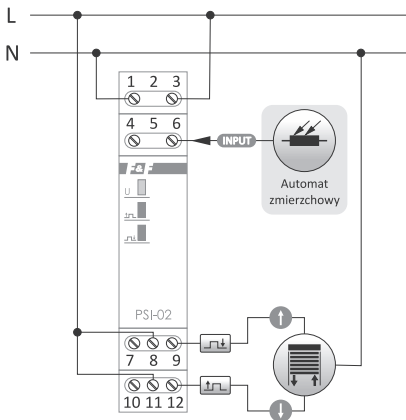 L
N
1 2 3
4 5 6
INPUT
F&F
Automat
zmierzchowy
U
PSI-02
7 8 9
10 11 12